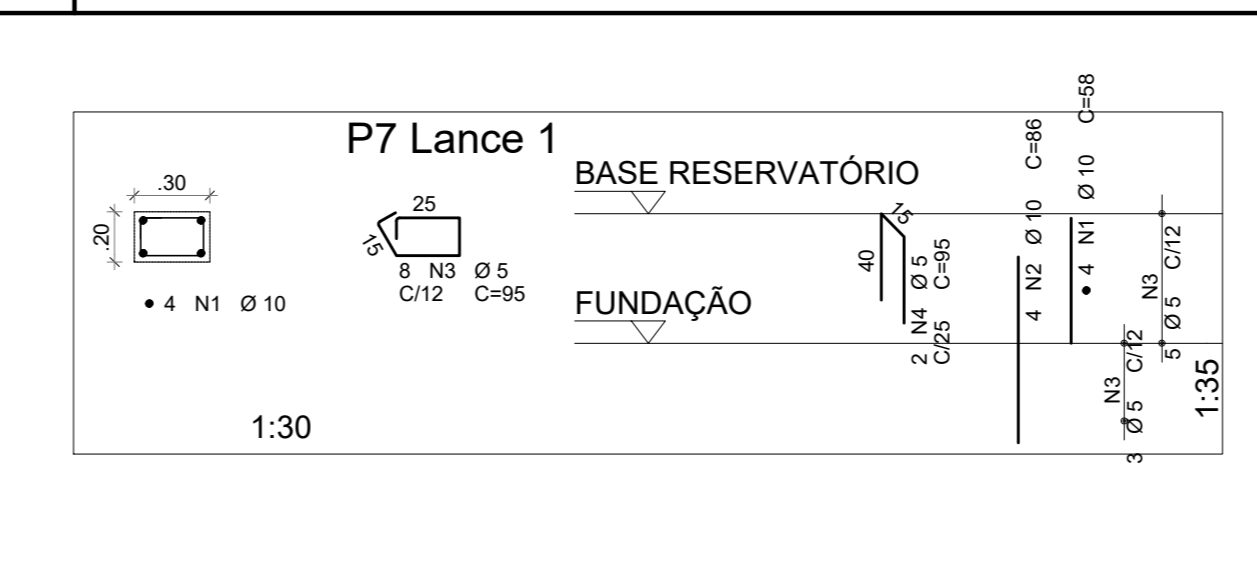 P7 Lance 1
.30
.20
• 4 N1 Ø 10
1:30
25
15
8 N3 Ø 5
C/12 C=95
BASE RESERVATÓRIO
FUNDAÇÃO
15
40
2 N4 Ø 5
C/25 C=95
4 N2 Ø 10 C=86
• 4 N1 Ø 10 C=58
N3
3 Ø 5 C/12
N3
5 Ø 5 C/12
1:35